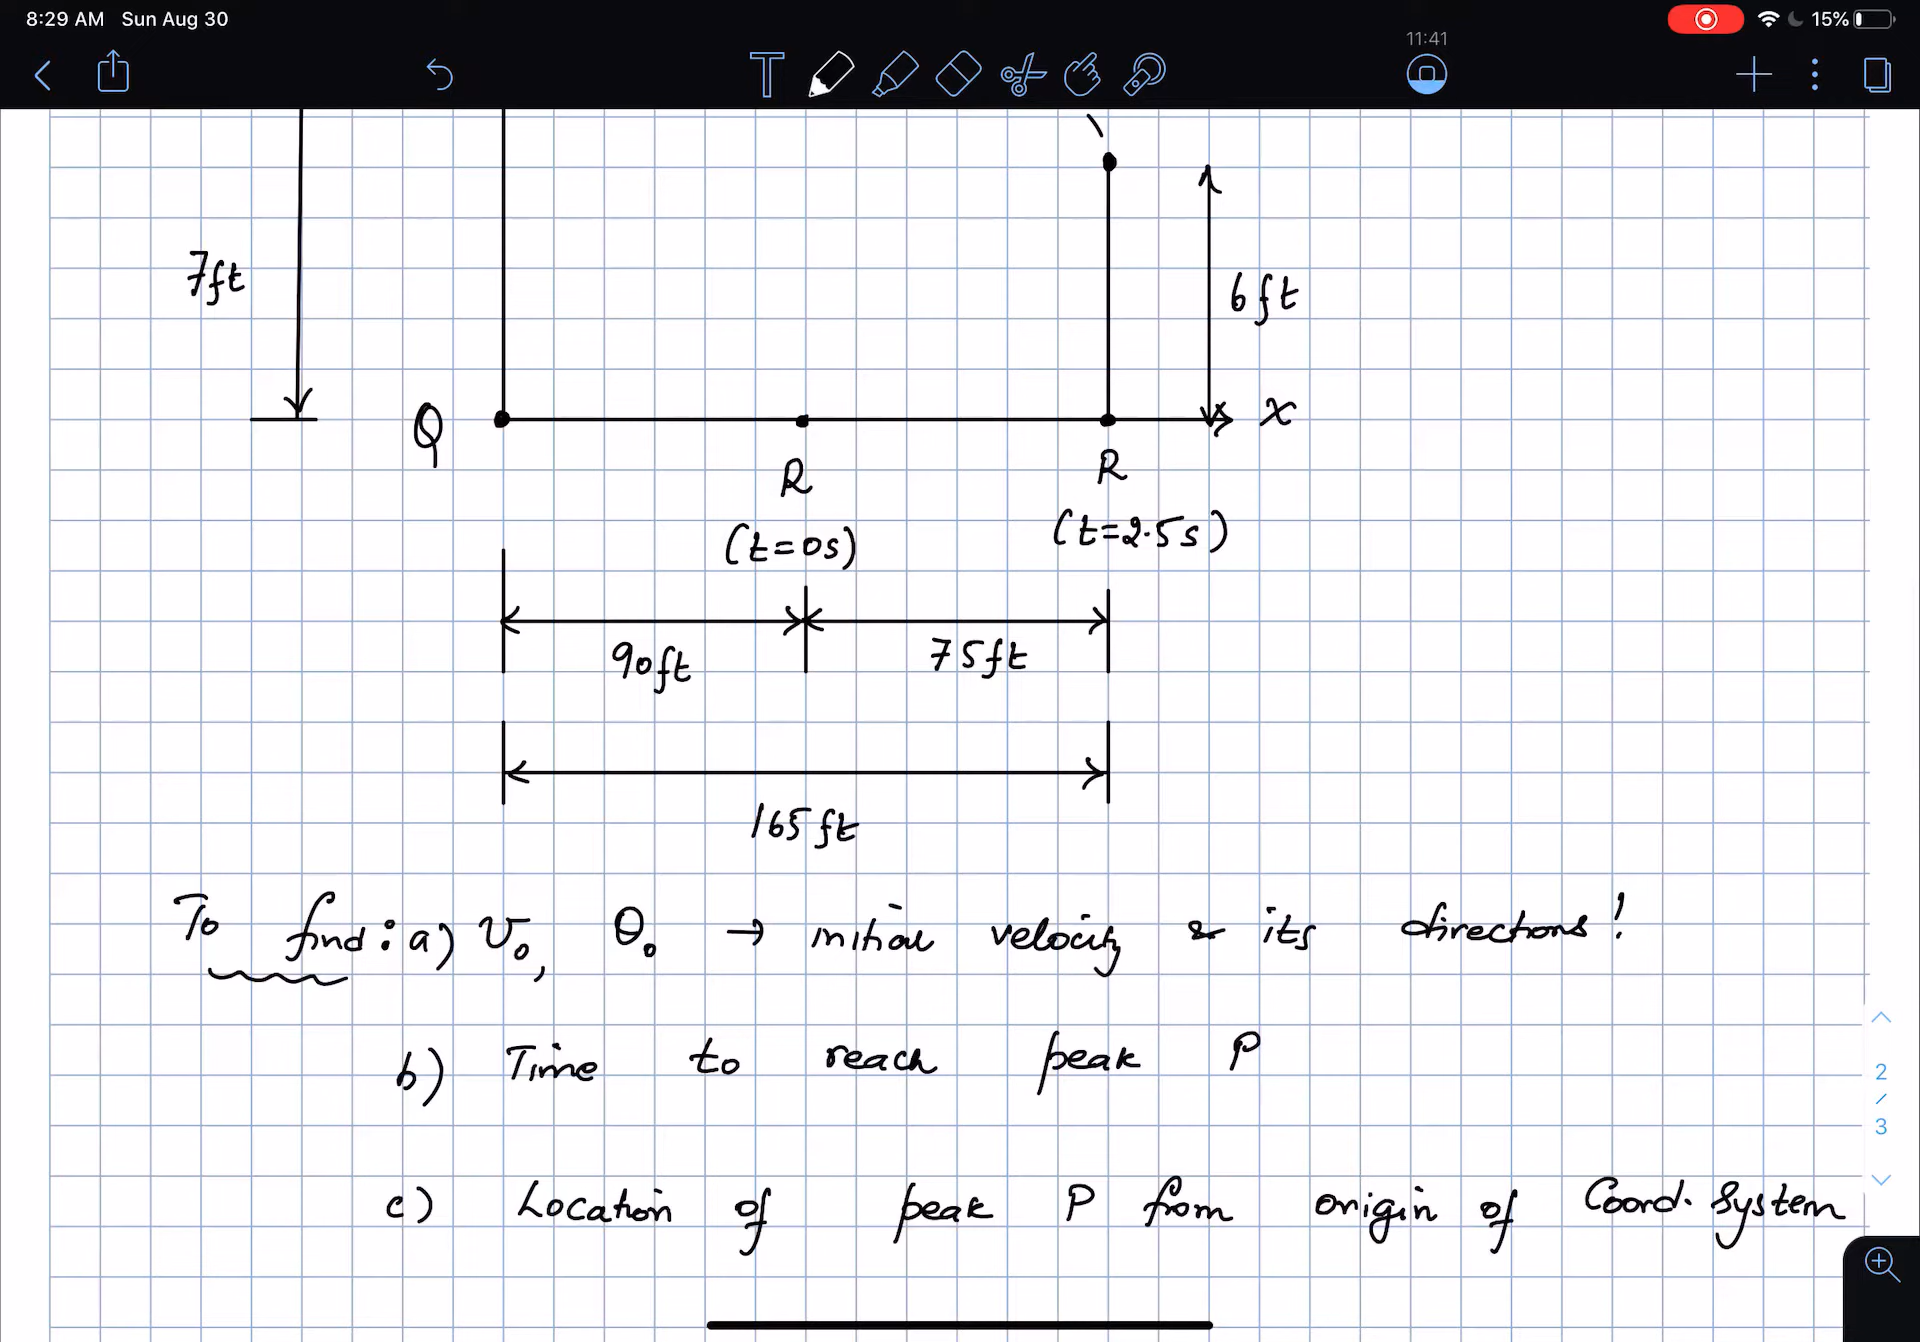 8:29 AM Sun Aug 30
15%
11:41
7ft
6ft
Q
x
R
R
(t=0s)
(t=2.5s)
90ft
75ft
165ft
To find: a) v₀, θ₀ → initial velocity & its directions!
b) Time to reach peak P
2
/
3
c) Location of peak P from origin of Coord. System